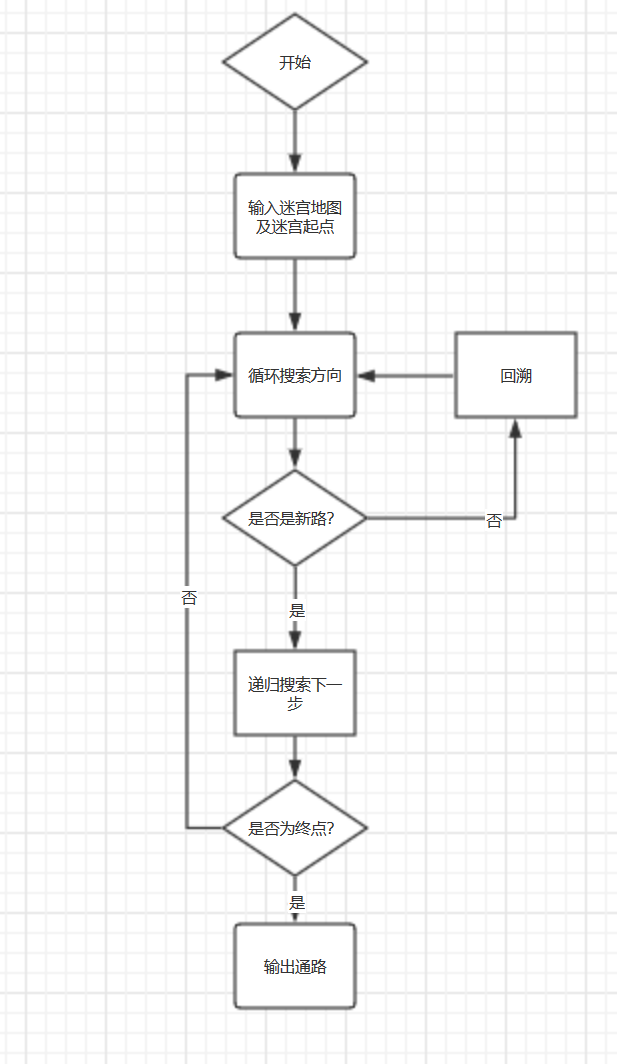 开始
输入迷宫地图
及迷宫起点
循环搜索方向
回溯
是否是新路?
否
否
是
递归搜索下一
步
是否为终点?
是
输出通路